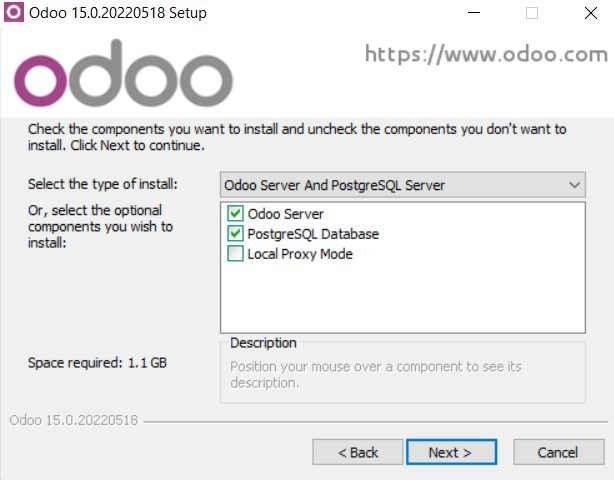 Odoo 15.0.20220518 Setup
odoo
https://www.odoo.com
Check the components you want to install and uncheck the components you don't want to
install. Click Next to continue.
Select the type of install:
Odoo Server And PostgreSQL Server
Or, select the optional
components you wish to
install:
Odoo Server
PostgreSQL Database
Local Proxy Mode
Space required: 1.1 GB
Description
Position your mouse over a component to see its
description.
Odoo 15.0.20220518
< Back
Next >
Cancel